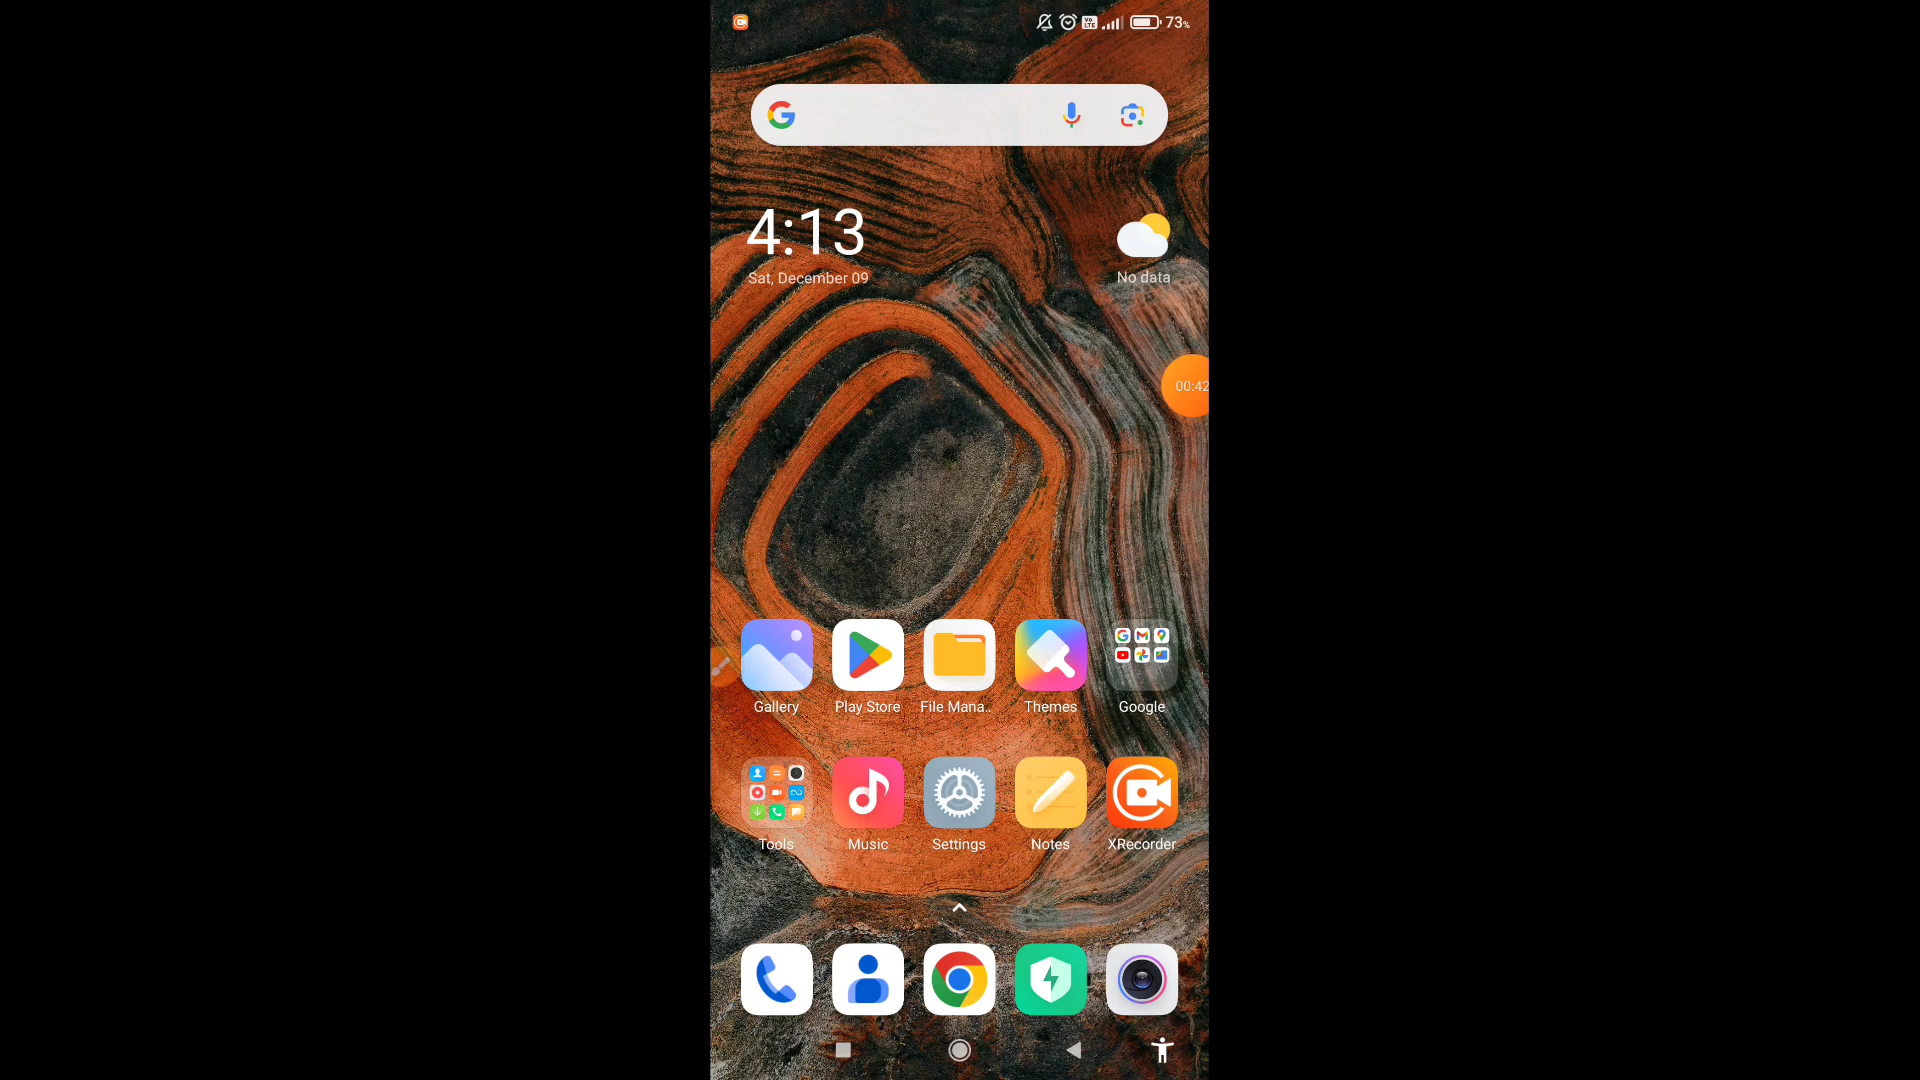 73%
4:13
Sat, December 09
No data
00:42
Gallery
Play Store
File Mana..
Themes
Google
Tools
Music
Settings
Notes
XRecorder